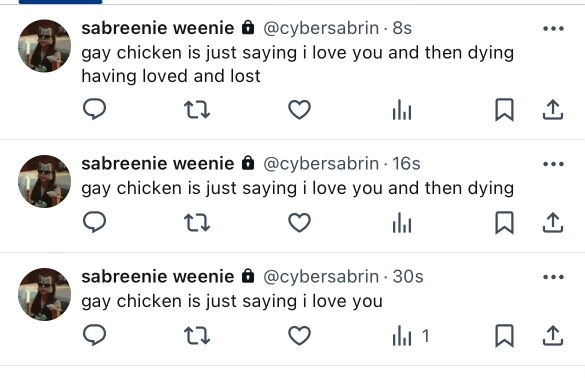 sabreenie weenie 🔒 @cybersabrin · 8s
gay chicken is just saying i love you and then dying
having loved and lost
sabreenie weenie 🔒 @cybersabrin · 16s
gay chicken is just saying i love you and then dying
sabreenie weenie 🔒 @cybersabrin · 30s
gay chicken is just saying i love you
1